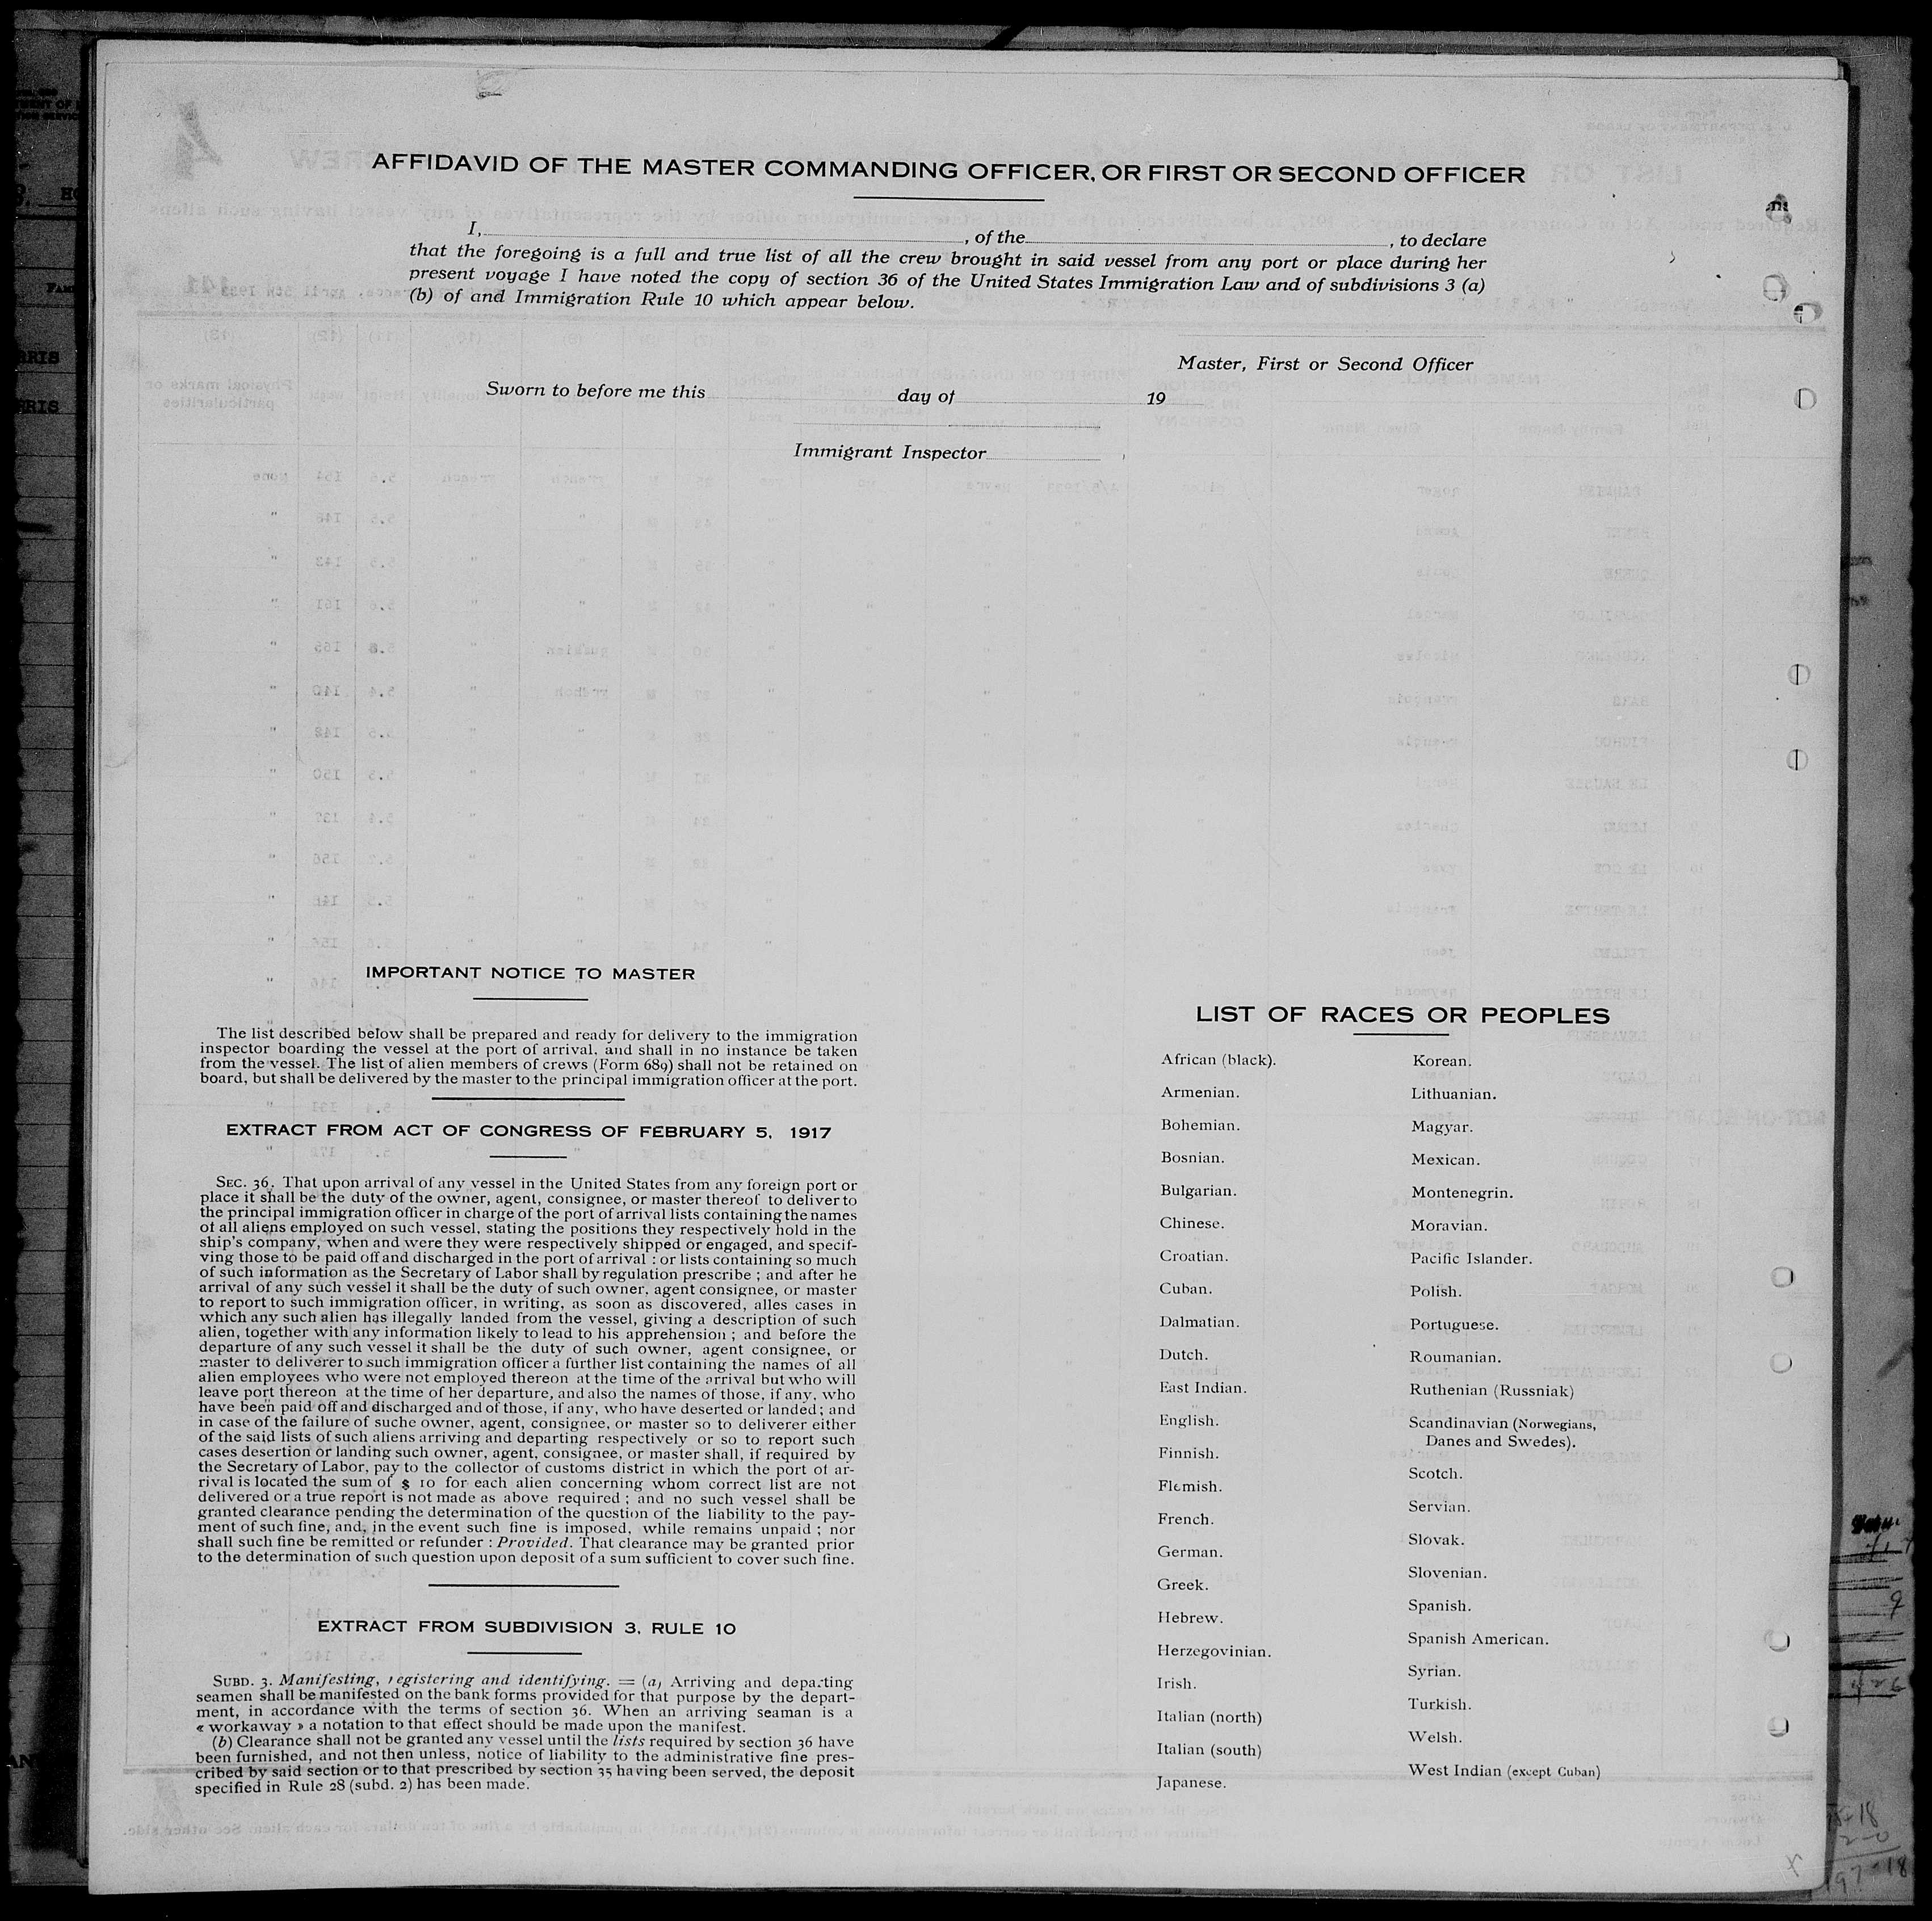 AFFIDAVID OF THE MASTER COMMANDING OFFICER, OR FIRST OR SECOND OFFICER
I, , of the , to declare
that the foregoing is a full and true list of all the crew brought in said vessel from any port or place during her
present voyage I have noted the copy of section 36 of the United States Immigration Law and of subdivisions 3 (a)
(b) of and Immigration Rule 10 which appear below.
Master, First or Second Officer
Sworn to before me this day of 19
Immigrant Inspector
IMPORTANT NOTICE TO MASTER
The list described below shall be prepared and ready for delivery to the immigration
inspector boarding the vessel at the port of arrival, and shall in no instance be taken
from the vessel. The list of alien members of crews (Form 689) shall not be retained on
board, but shall be delivered by the master to the principal immigration officer at the port.
EXTRACT FROM ACT OF CONGRESS OF FEBRUARY 5, 1917
SEC. 36. That upon arrival of any vessel in the United States from any foreign port or
place it shall be the duty of the owner, agent, consignee, or master thereof to deliver to
the principal immigration officer in charge of the port of arrival lists containing the names
of all aliens employed on such vessel, stating the positions they respectively hold in the
ship's company, when and were they were respectively shipped or engaged, and specif-
ving those to be paid off and discharged in the port of arrival : or lists containing so much
of such information as the Secretary of Labor shall by regulation prescribe ; and after he
arrival of any such vessel it shall be the duty of such owner, agent consignee, or master
to report to such immigration officer, in writing, as soon as discovered, alles cases in
which any such alien has illegally landed from the vessel, giving a description of such
alien, together with any information likely to lead to his apprehension ; and before the
departure of any such vessel it shall be the duty of such owner, agent consignee, or
master to deliverer to such immigration officer a further list containing the names of all
alien employees who were not employed thereon at the time of the arrival but who will
leave port thereon at the time of her departure, and also the names of those, if any, who
have been paid off and discharged and of those, if any, who have deserted or landed; and
in case of the failure of suche owner, agent, consignee, or master so to deliverer either
of the said lists of such aliens arriving and departing respectively or so to report such
cases desertion or landing such owner, agent, consignee, or master shall, if required by
the Secretary of Labor, pay to the collector of customs district in which the port of ar-
rival is located the sum of $ 10 for each alien concerning whom correct list are not
delivered or a true report is not made as above required ; and no such vessel shall be
granted clearance pending the determination of the question of the liability to the pay-
ment of such fine, and, in the event such fine is imposed, while remains unpaid ; nor
shall such fine be remitted or refunder : Provided. That clearance may be granted prior
to the determination of such question upon deposit of a sum sufficient to cover such fine.
EXTRACT FROM SUBDIVISION 3, RULE 10
SUBD. 3. Manifesting, registering and identifying. = (a) Arriving and departing
seamen shall be manifested on the bank forms provided for that purpose by the depart-
ment, in accordance with the terms of section 36. When an arriving seaman is a
« workaway » a notation to that effect should be made upon the manifest.
(b) Clearance shall not be granted any vessel until the lists required by section 36 have
been furnished, and not then unless, notice of liability to the administrative fine pres-
cribed by said section or to that prescribed by section 35 having been served, the deposit
specified in Rule 28 (subd. 2) has been made.
LIST OF RACES OR PEOPLES
African (black).
Armenian.
Bohemian.
Bosnian.
Bulgarian.
Chinese.
Croatian.
Cuban.
Dalmatian.
Dutch.
East Indian.
English.
Finnish.
Flemish.
French.
German.
Greek.
Hebrew.
Herzegovinian.
Irish.
Italian (north)
Italian (south)
Japanese.
Korean.
Lithuanian.
Magyar.
Mexican.
Montenegrin.
Moravian.
Pacific Islander.
Polish.
Portuguese.
Roumanian.
Ruthenian (Russniak)
Scandinavian (Norwegians,
Danes and Swedes).
Scotch.
Servian.
Slovak.
Slovenian.
Spanish.
Spanish American.
Syrian.
Turkish.
Welsh.
West Indian (except Cuban)